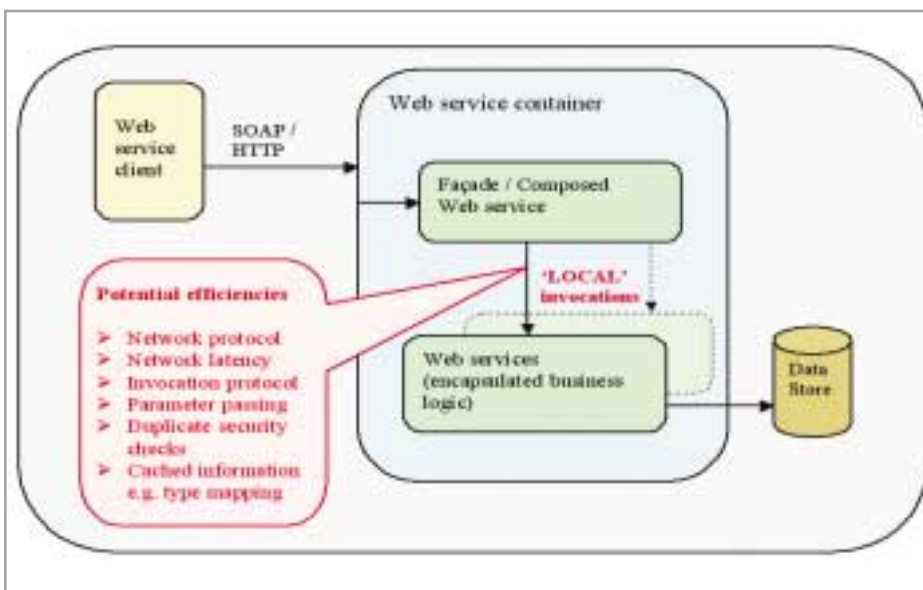 Web
service
client
SOAP /
HTTP
Web service container
Façade / Composed
Web service
‘LOCAL’
invocations
Potential efficiencies
➢ Network protocol
➢ Network latency
➢ Invocation protocol
➢ Parameter passing
➢ Duplicate security
checks
➢ Cached information
e.g. type mapping
Web services
(encapsulated business
logic)
Data
Store